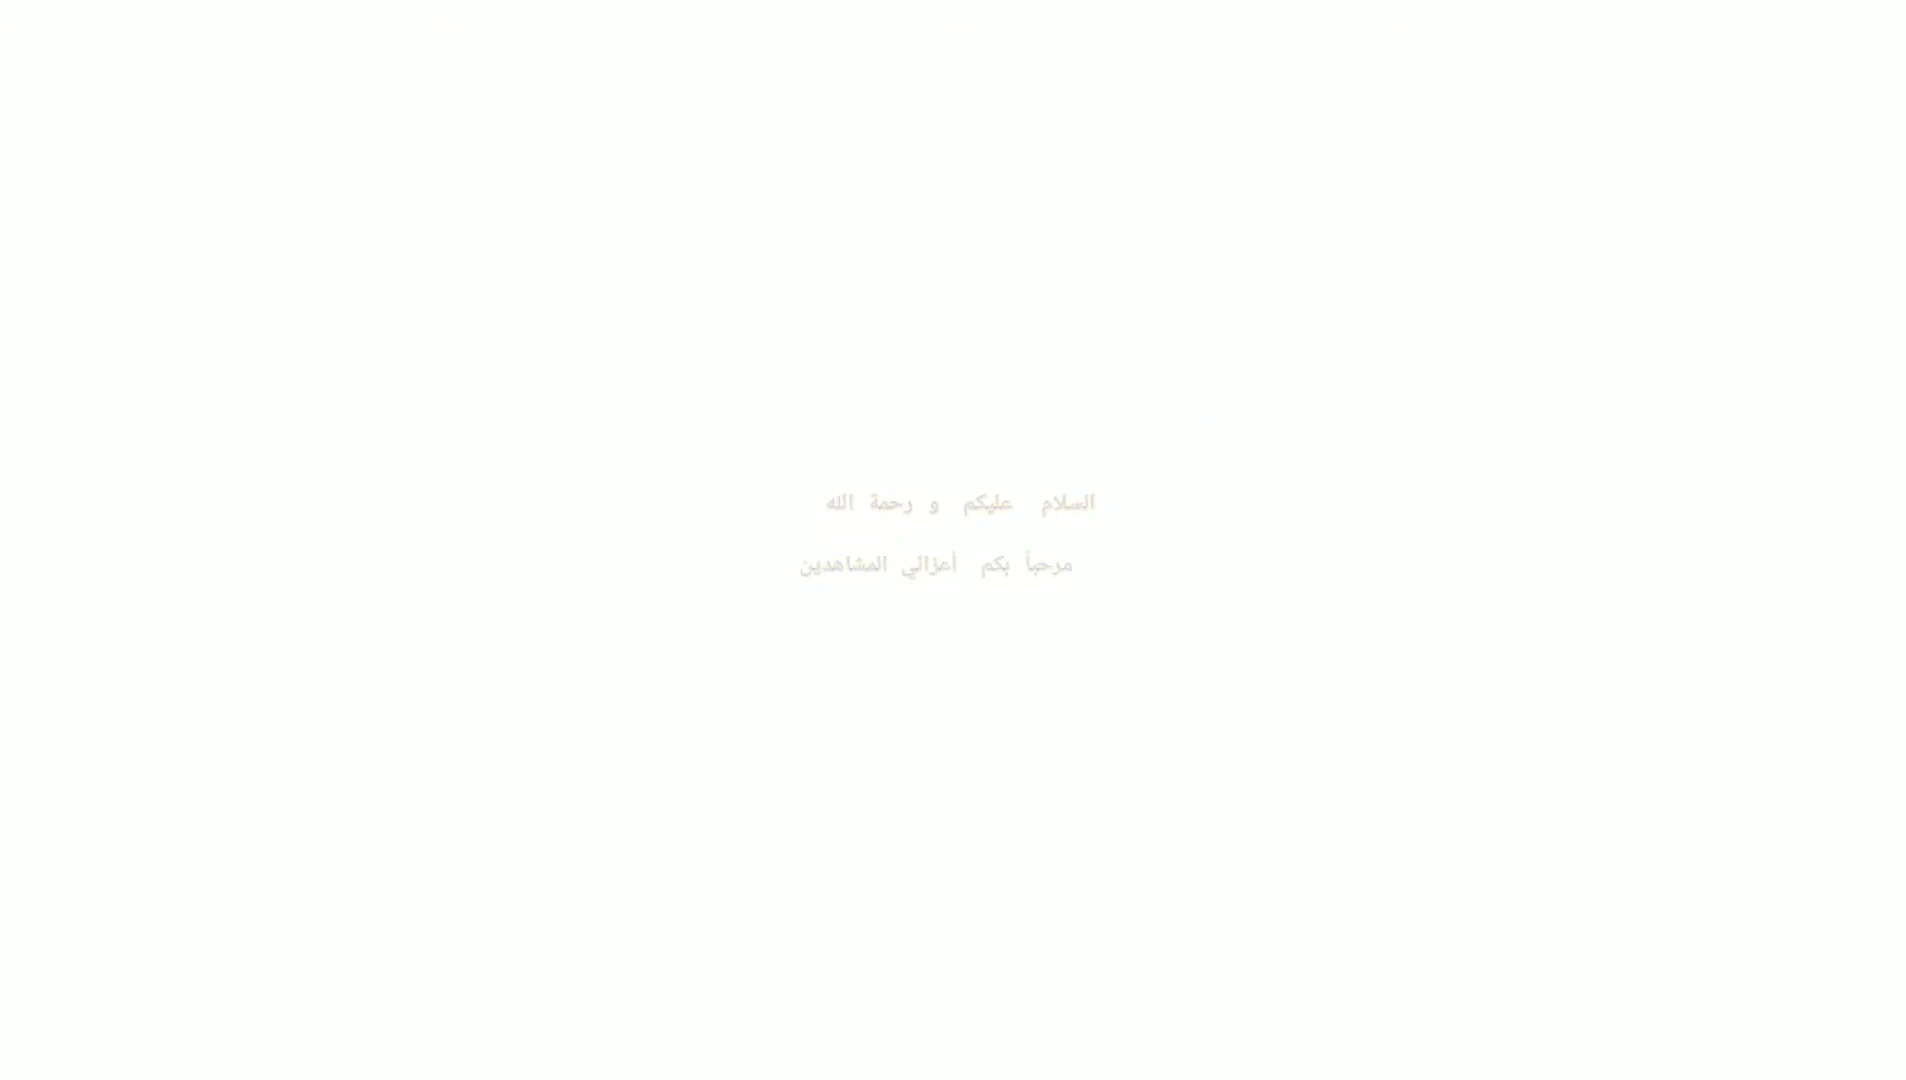 السلام عليكم و رحمة الله
مرحباً بكم أعزائي المشاهدين